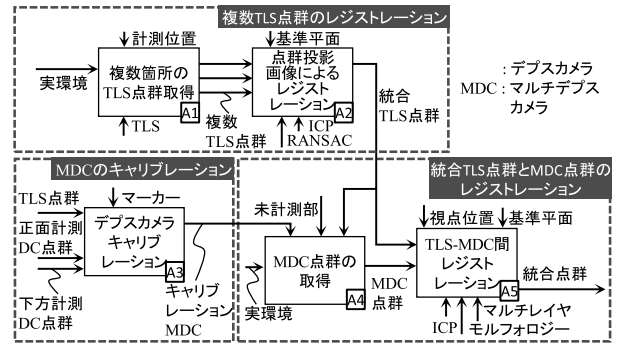 複数TLS点群のレジストレーション
計測位置
基準平面
実環境
複数箇所の
TLS点群取得
A1
点群投影
画像による
レジスト
レーション
A2
TLS
複数
TLS点群
ICP
RANSAC
統合
TLS点群
: デプスカメラ
MDC : マルチデプス
カメラ
MDCのキャリブレーション
TLS点群
マーカー
正面計測
DC点群
デプスカメラ
キャリブ
レーション
A3
下方計測
DC点群
キャリブ
レーション
MDC
統合TLS点群とMDC点群の
レジストレーション
未計測部
視点位置
基準平面
MDC点群の
取得
A4
実環境
MDC
点群
TLS-MDC間
レジスト
レーション
A5
統合点群
ICP
マルチレイヤ
モルフォロジー